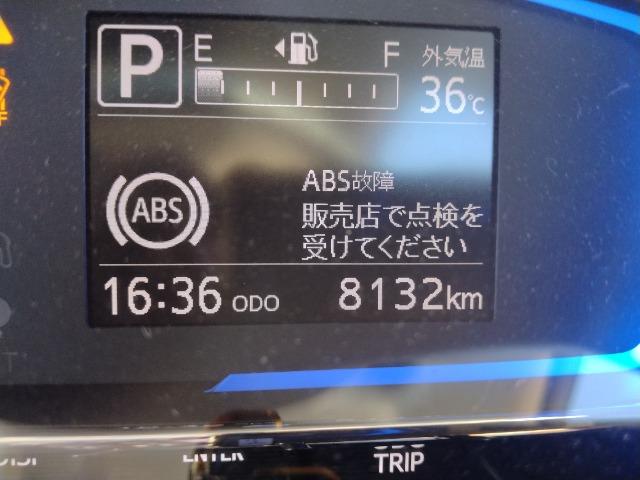 P E F 外気温
36℃
ABS ABS故障
販売店で点検を
受けてください
16:36 ODO 8132km
ENTER TRIP